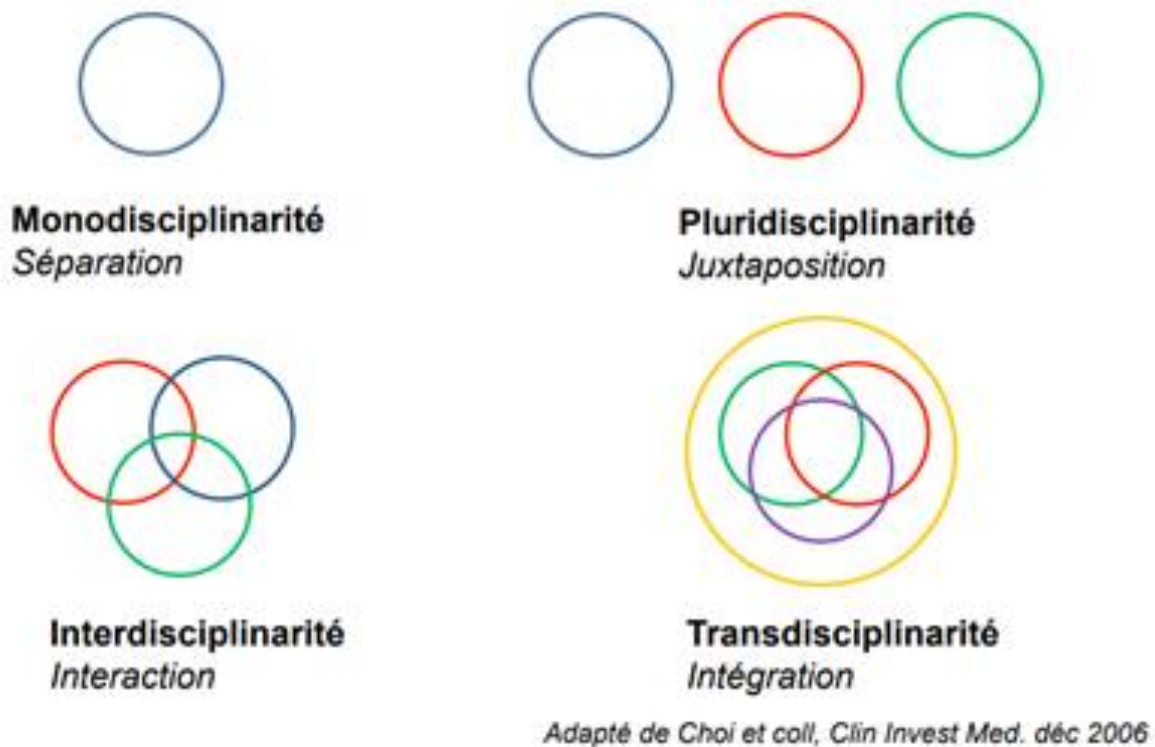 Monodisciplinarité
Séparation
Pluridisciplinarité
Juxtaposition
Interdisciplinarité
Interaction
Transdisciplinarité
Intégration
Adapté de Choi et coll, Clin Invest Med. déc 2006